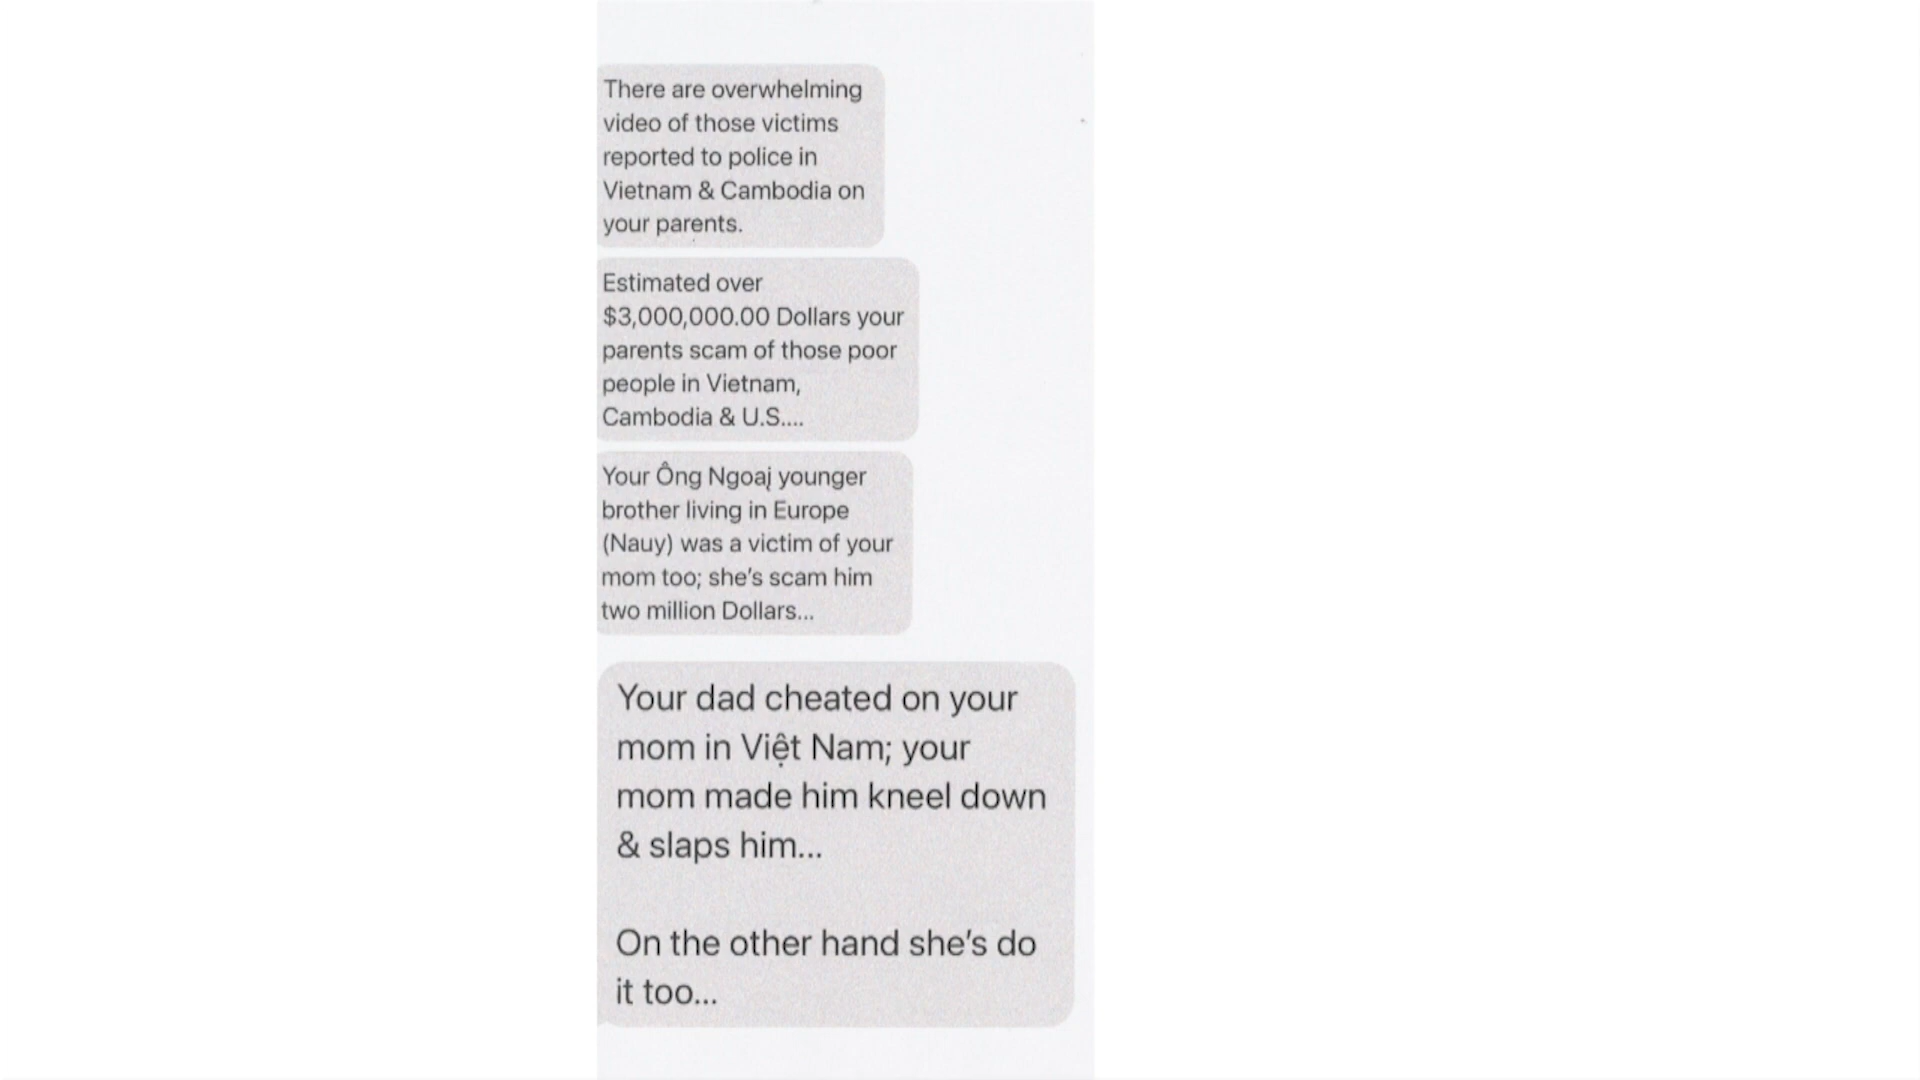 There are overwhelming
video of those victims
reported to police in
Vietnam & Cambodia on
your parents.
Estimated over
$3,000,000.00 Dollars your
parents scam of those poor
people in Vietnam,
Cambodia & U.S....
Your Ông Ngoaị younger
brother living in Europe
(Nauy) was a victim of your
mom too; she's scam him
two million Dollars...
Your dad cheated on your
mom in Việt Nam; your
mom made him kneel down
& slaps him...
On the other hand she's do
it too...